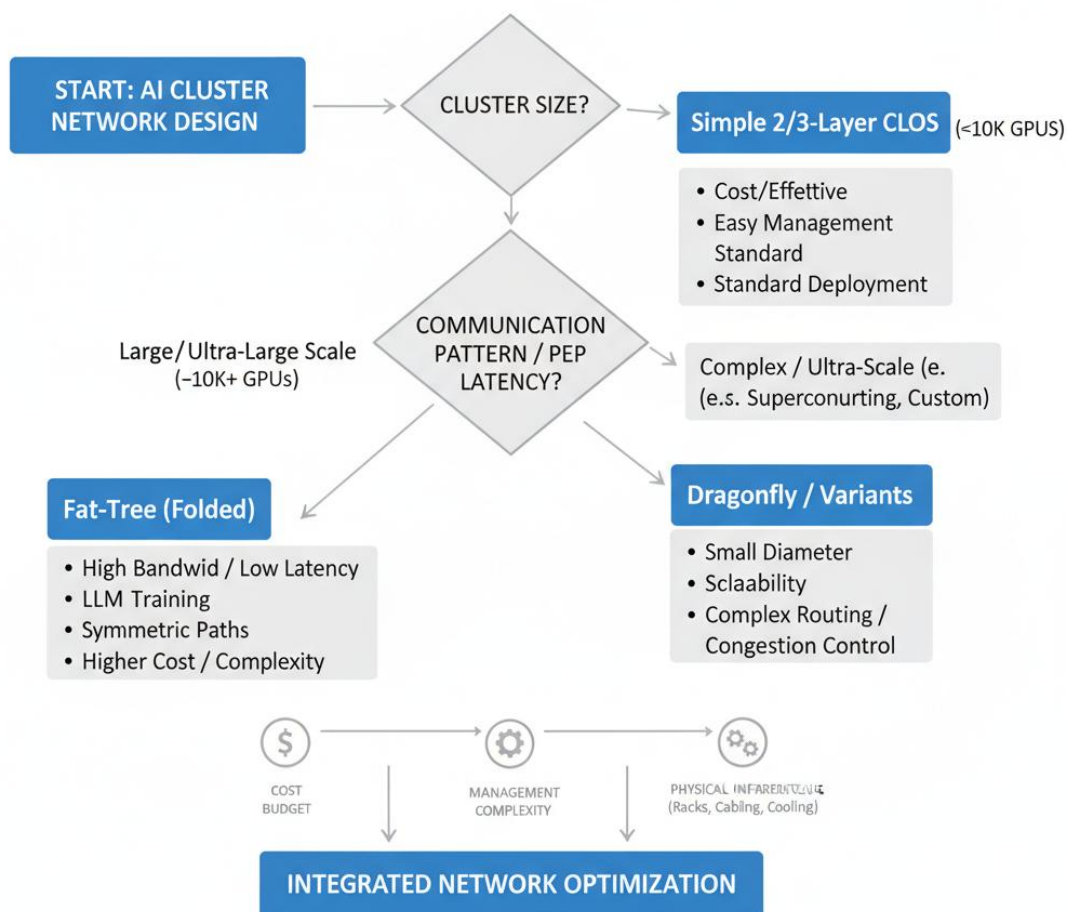 START: AI CLUSTER
NETWORK DESIGN
CLUSTER SIZE?
Simple 2/3-Layer CLOS
(<10K GPUS)
• Cost/Effettive
• Easy Management
Standard
• Standard Deployment
COMMUNICATION
PATTERN / PEP
LATENCY?
Large/Ultra-Large Scale
(–10K+ GPUs)
Complex / Ultra-Scale (e.
(e.s. Superconurting, Custom)
Fat-Tree (Folded)
• High Bandwid / Low Latency
• LLM Training
• Symmetric Paths
• Higher Cost / Complexity
Dragonfly / Variants
• Small Diameter
• Sclaability
• Complex Routing /
Congestion Control
$
COST
BUDGET
MANAGEMENT
COMPLEXITY
PHYSICAL
(Racks, Cabling, Cooling)
INTEGRATED NETWORK OPTIMIZATION